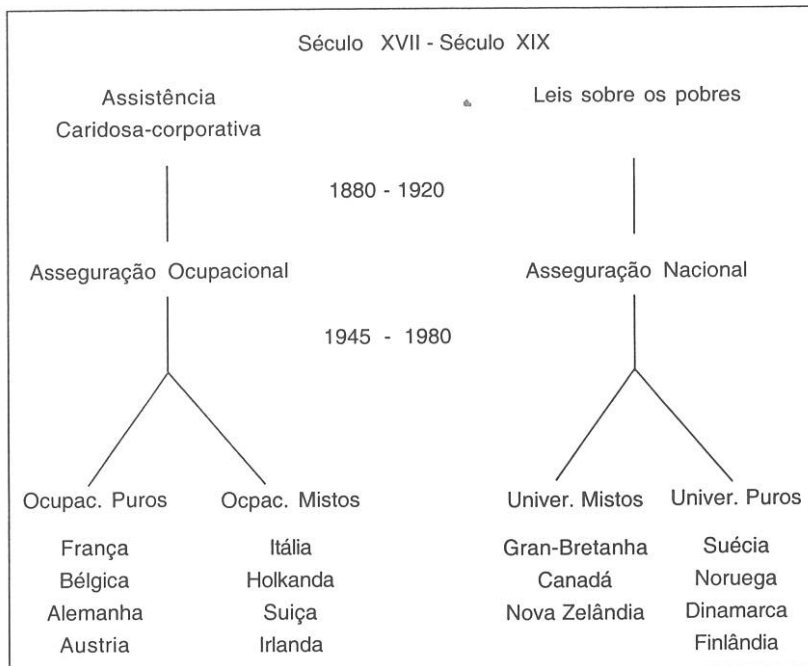 Século XVII - Século XIX
Assistência
Caridosa-corporativa
Leis sobre os pobres
1880 - 1920
Asseguração Ocupacional
Asseguração Nacional
1945 - 1980
Ocupac. Puros
Ocpac. Mistos
Univer. Mistos
Univer. Puros
França
Itália
Gran-Bretanha
Suécia
Bélgica
Holkanda
Canadá
Noruega
Alemanha
Suiça
Nova Zelândia
Dinamarca
Austria
Irlanda
Finlândia